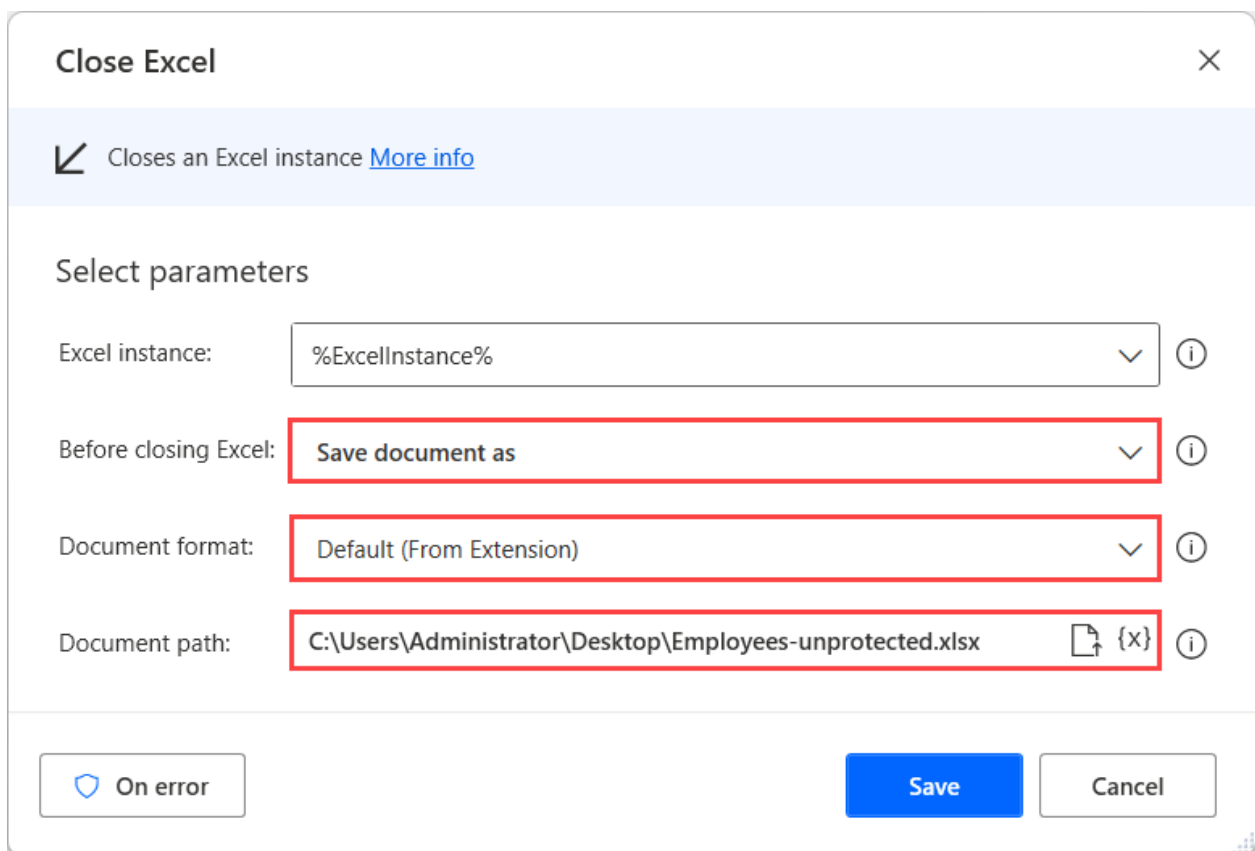 Close Excel
Closes an Excel instance More info
Select parameters
Excel instance: %ExcelInstance%
Before closing Excel: Save document as
Document format: Default (From Extension)
Document path: C:\Users\Administrator\Desktop\Employees-unprotected.xlsx {x}
On error Save Cancel